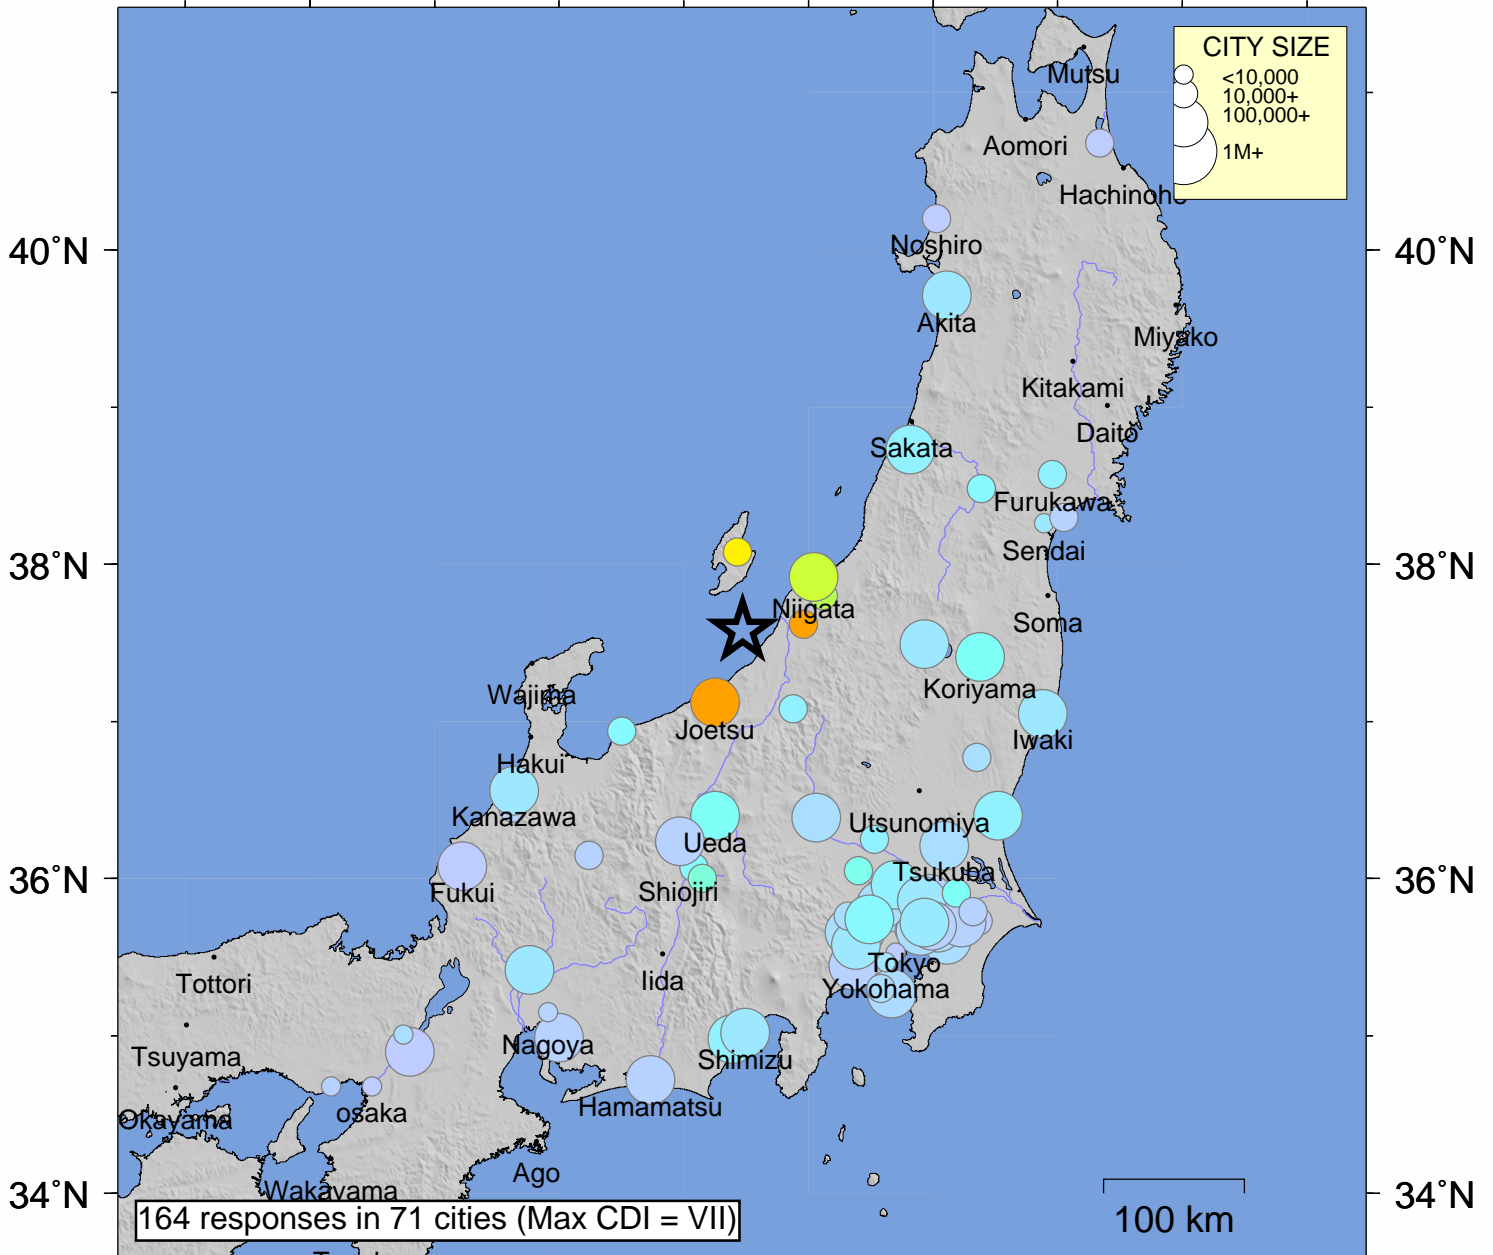 CITY SIZE
<10,000
10,000+
100,000+
1M+
Mutsu
Aomori
Hachinohe
40˚N
40˚N
Noshiro
Akita
Miyako
Kitakami
Daito
Sakata
Furukawa
Sendai
38˚N
38˚N
Niigata
Soma
Koriyama
Wajima
Joetsu
Iwaki
Hakui
Kanazawa
Utsunomiya
Ueda
Tsukuba
36˚N
36˚N
Fukui
Shiojiri
Tokyo
Iida
Tottori
Yokohama
Nagoya
Tsuyama
Shimizu
Hamamatsu
Okayama
osaka
Ago
Wakayama
34˚N
34˚N
164 responses in 71 cities (Max CDI = VII)
100 km